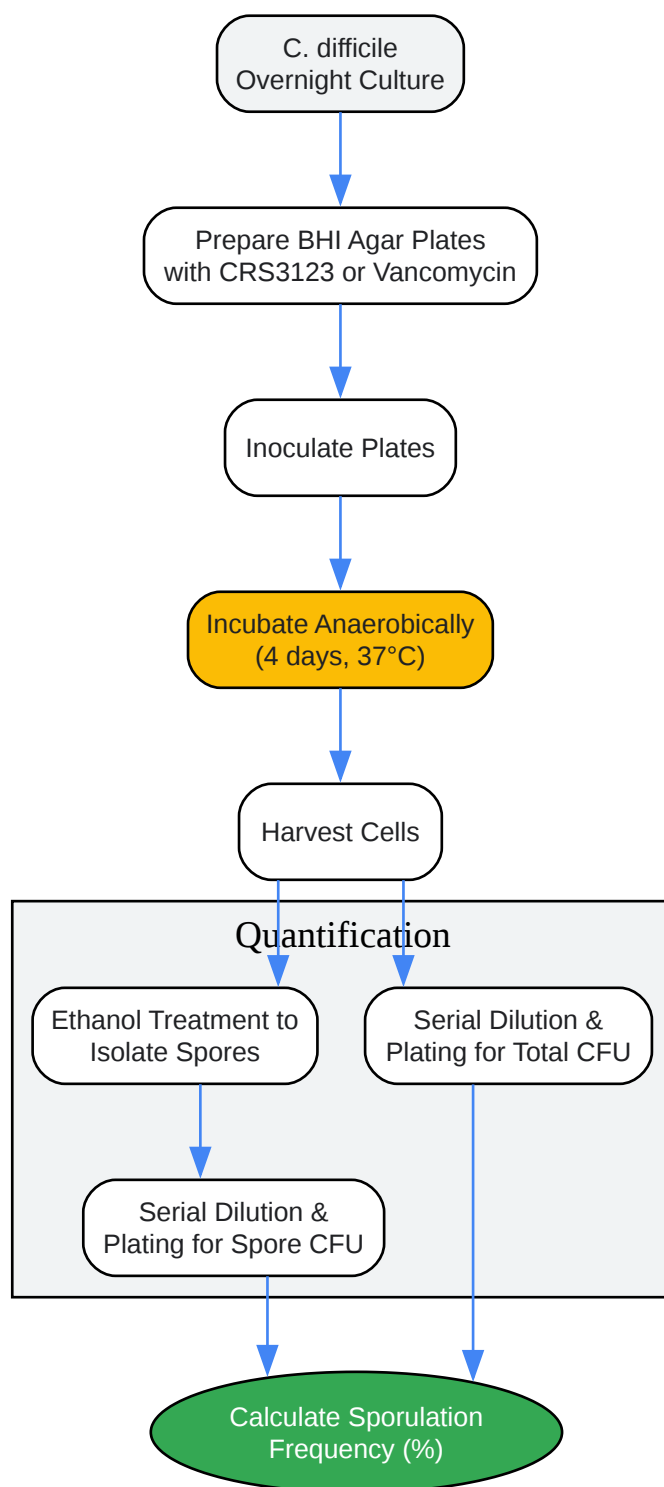 C. difficile
Overnight Culture
Prepare BHI Agar Plates
with CRS3123 or Vancomycin
Inoculate Plates
Incubate Anaerobically
(4 days, 37°C)
Harvest Cells
Quantification
Ethanol Treatment to
Isolate Spores
Serial Dilution &
Plating for Total CFU
Serial Dilution &
Plating for Spore CFU
Calculate Sporulation
Frequency (%)